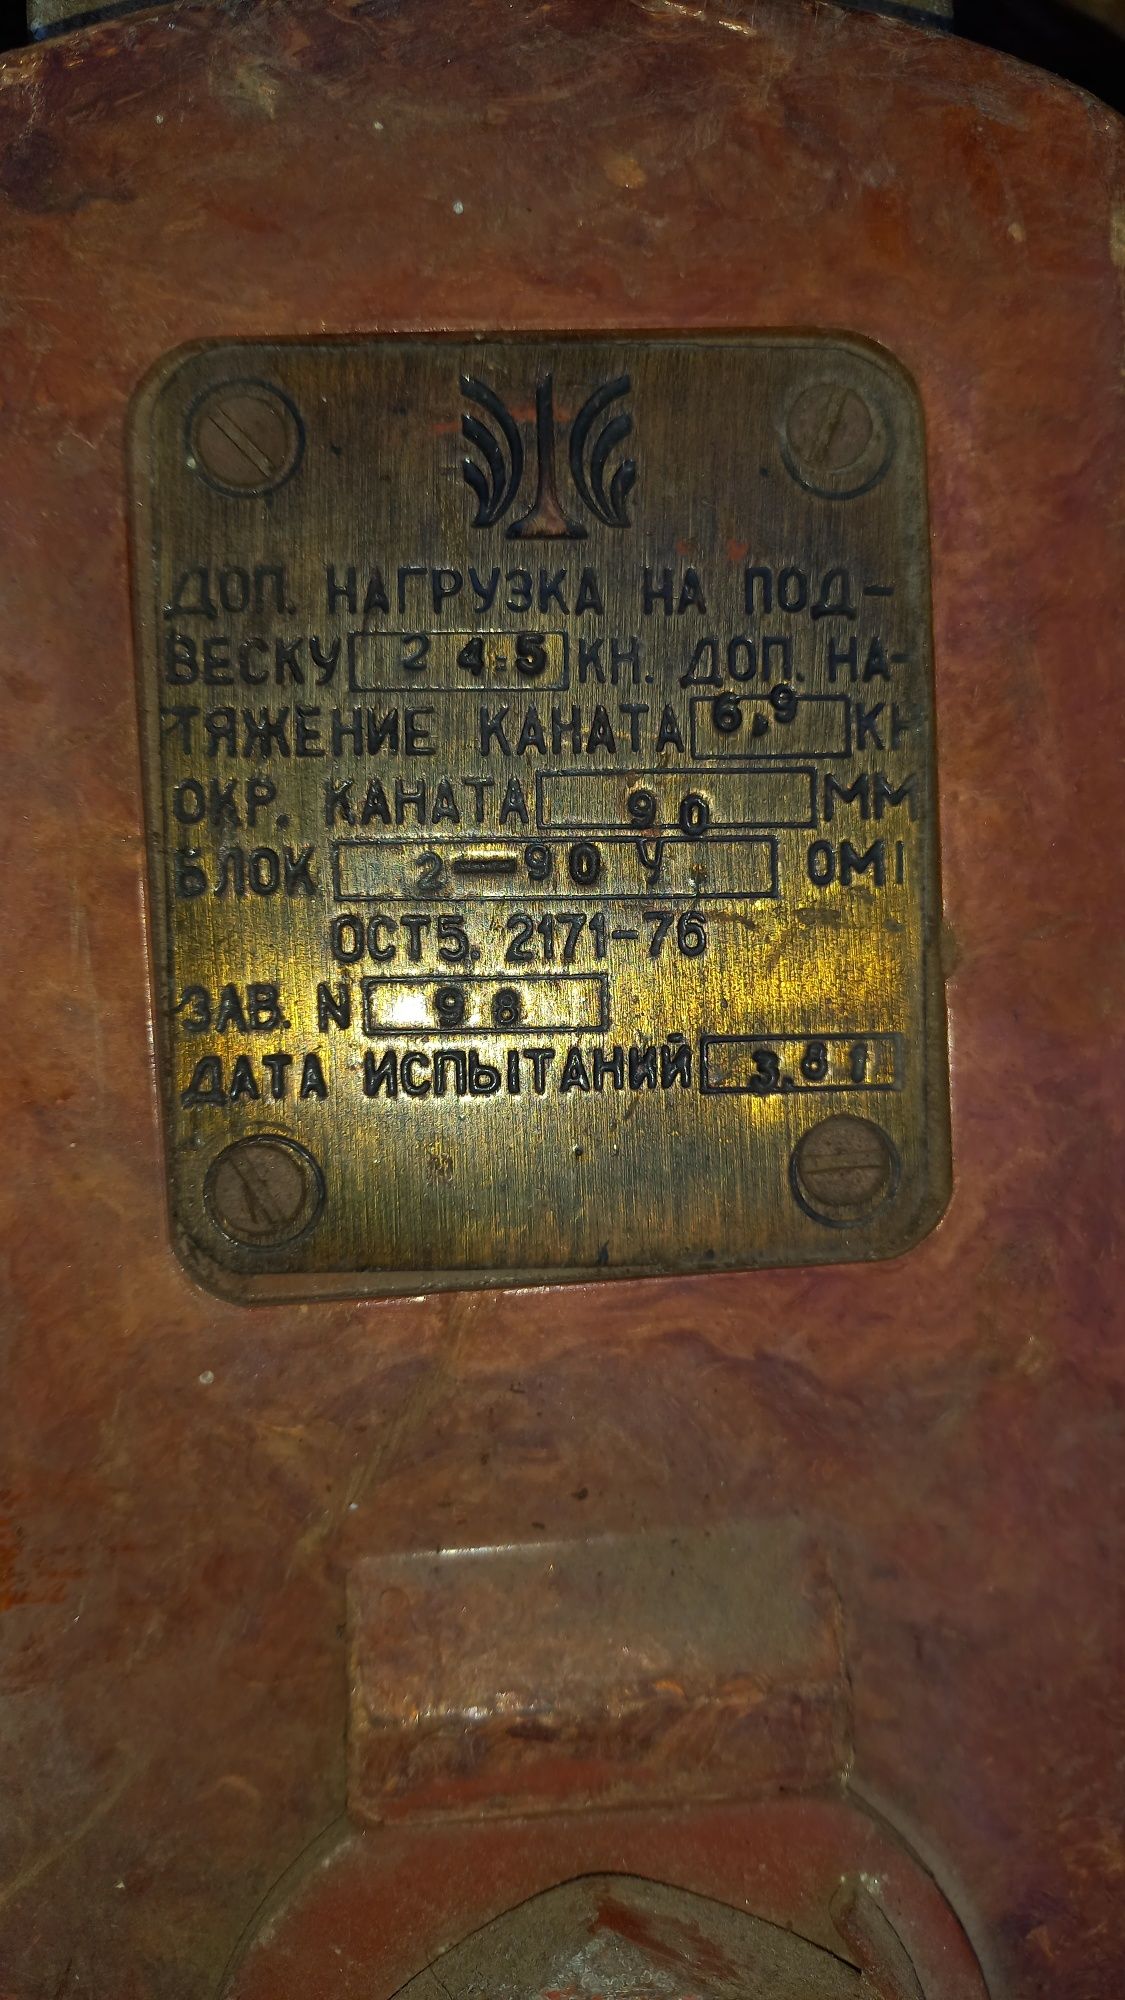 ДОП. НАГРУЗКА НА ПОД-
ВЕСКУ 24.5 КН. ДОП. НА-
ТЯЖЕНИЕ КАНАТА 6,9 КН
ОКР. КАНАТА 90 ММ
БЛОК 2-90 У. ОМ1
ОСТ5. 2171-76
ЗАВ. N 98
ДАТА ИСПЫТАНИЙ 3.81